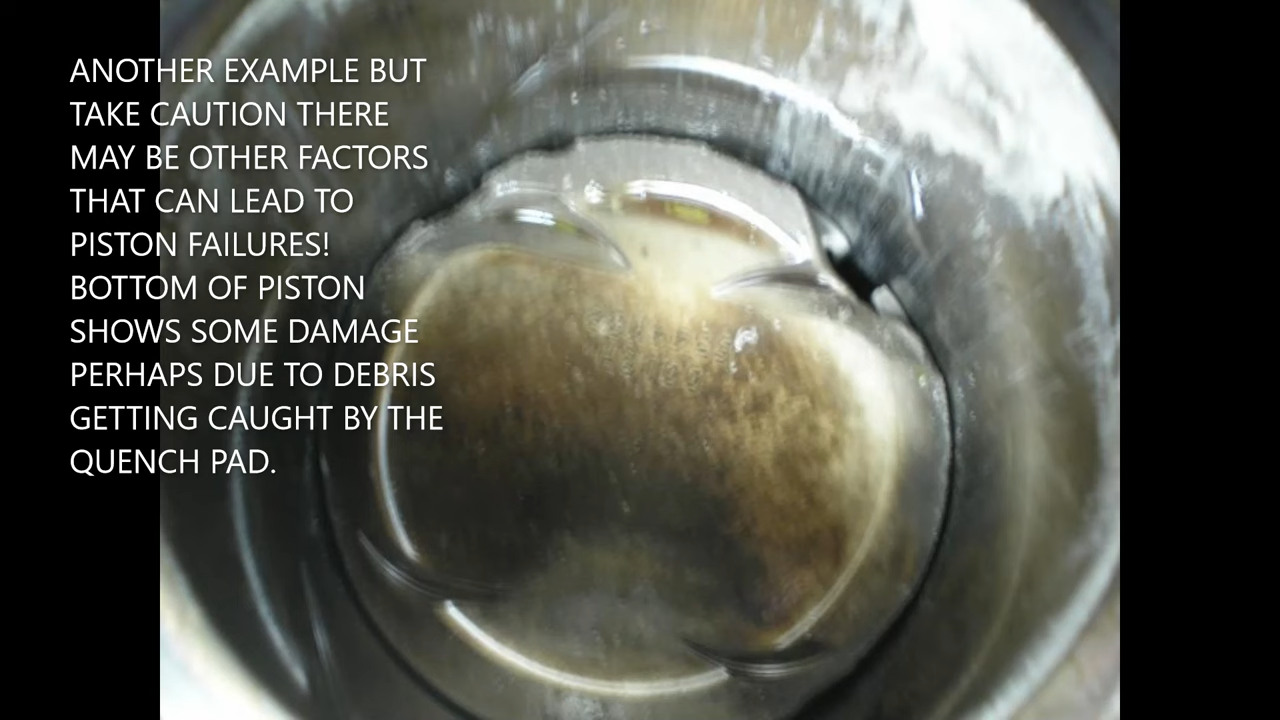 ANOTHER EXAMPLE BUT
TAKE CAUTION THERE
MAY BE OTHER FACTORS
THAT CAN LEAD TO
PISTON FAILURES!
BOTTOM OF PISTON
SHOWS SOME DAMAGE
PERHAPS DUE TO DEBRIS
GETTING CAUGHT BY THE
QUENCH PAD.